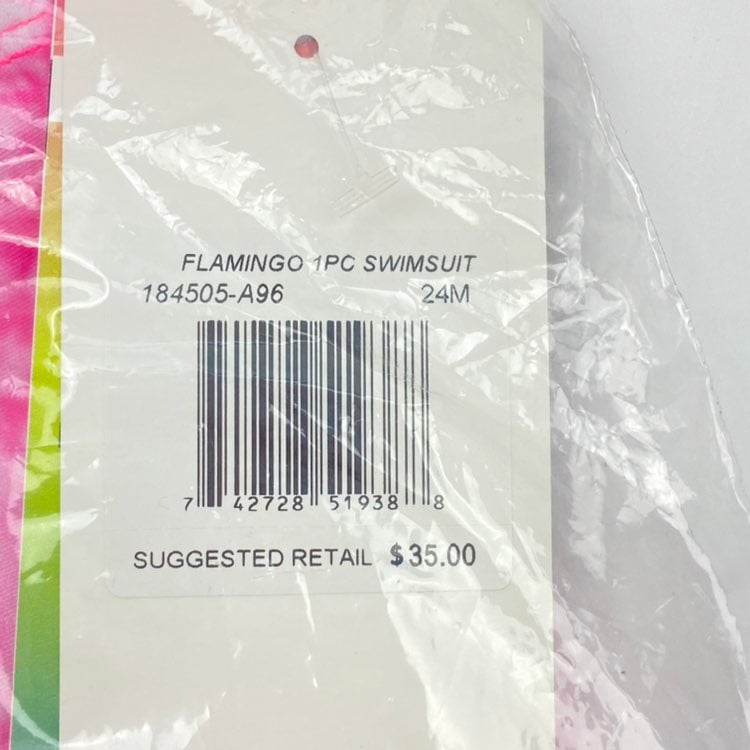 FLAMINGO 1PC SWIMSUIT
184505-A96 24M
7 42728 51938 8
SUGGESTED RETAIL $35.00